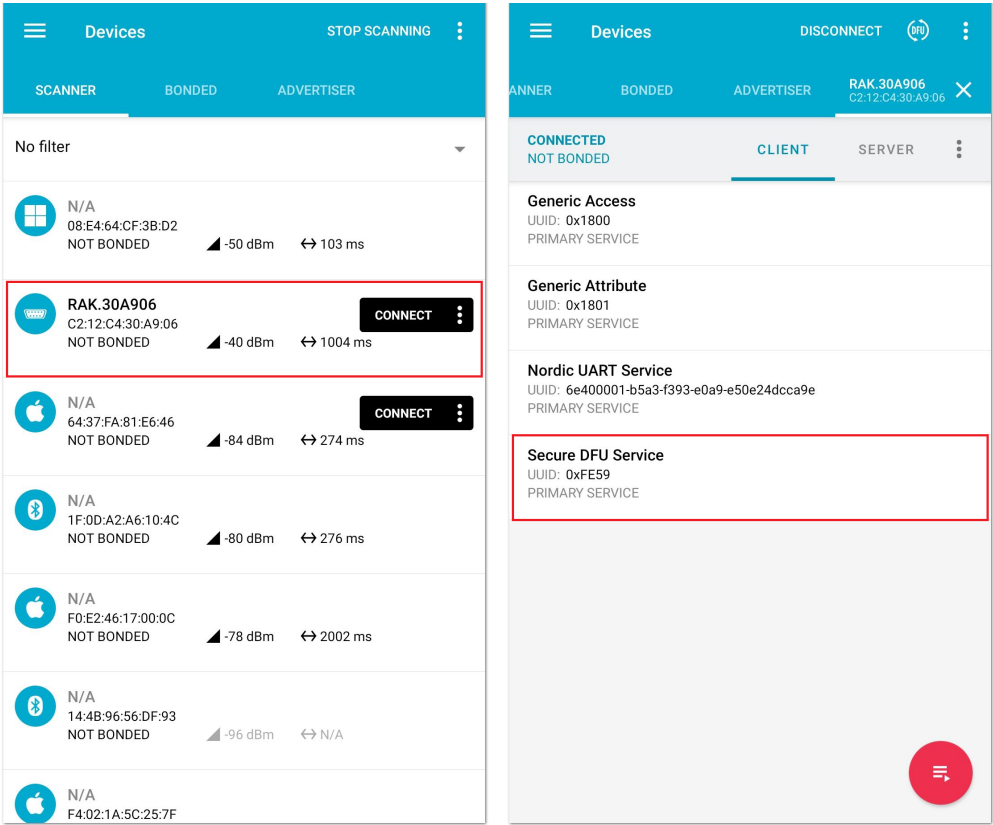 Devices
STOP SCANNING
SCANNER
BONDED
ADVERTISER
No filter
N/A
08:E4:64:CF:3B:D2
NOT BONDED
-50 dBm
103 ms
RAK.30A906
C2:12:C4:30:A9:06
NOT BONDED
-40 dBm
1004 ms
CONNECT
N/A
64:37:FA:81:E6:46
NOT BONDED
-84 dBm
274 ms
CONNECT
N/A
1F:0D:A2:A6:10:4C
NOT BONDED
-80 dBm
276 ms
N/A
F0:E2:46:17:00:0C
NOT BONDED
-78 dBm
2002 ms
N/A
14:4B:96:56:DF:93
NOT BONDED
-96 dBm
N/A
N/A
F4:02:1A:5C:25:7F
Devices
DISCONNECT
DFU
ANNER
BONDED
ADVERTISER
RAK.30A906
C2:12:C4:30:A9:06
CONNECTED
NOT BONDED
CLIENT
SERVER
Generic Access
UUID: 0x1800
PRIMARY SERVICE
Generic Attribute
UUID: 0x1801
PRIMARY SERVICE
Nordic UART Service
UUID: 6e400001-b5a3-f393-e0a9-e50e24dcca9e
PRIMARY SERVICE
Secure DFU Service
UUID: 0xFE59
PRIMARY SERVICE